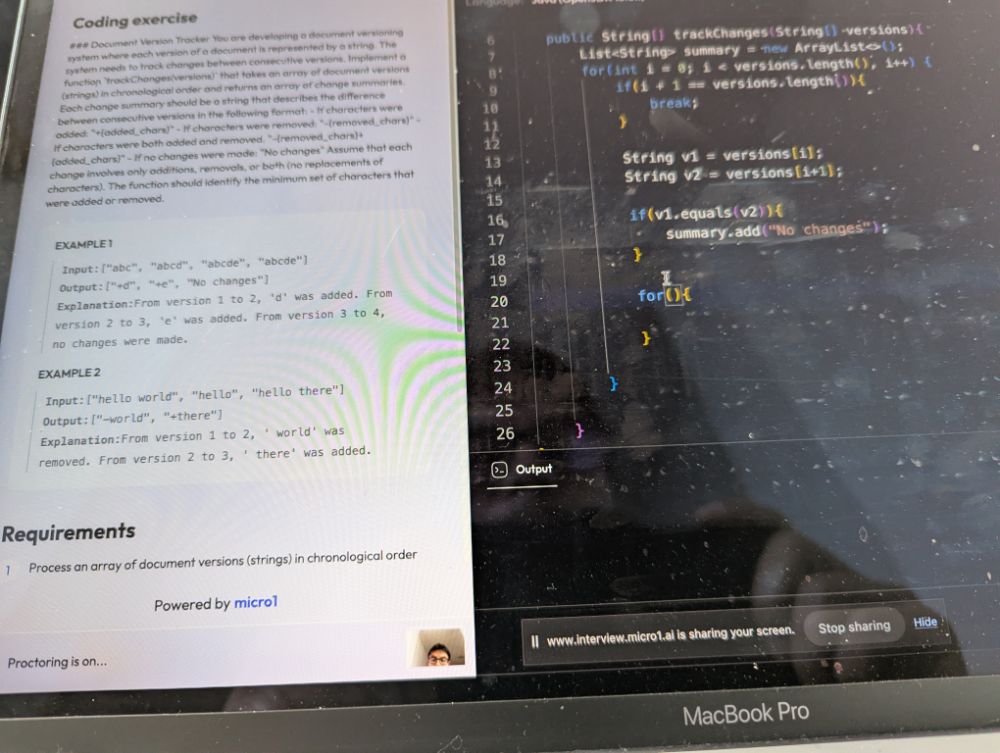 Coding exercise
### Document Version Tracker You are developing a document versioning
system where each version of a document is represented by a string. The
system needs to track changes between consecutive versions. Implement a
function `trackChanges(versions)` that takes an array of document versions
(strings) in chronological order and returns an array of change summaries.
Each change summary should be a string that describes the difference
between consecutive versions in the following format: - If characters were
added: "+{added_chars}" - If characters were removed: "-{removed_chars}" -
If characters were both added and removed: "-{removed_chars}+
{added_chars}" - If no changes were made: "No changes" Assume that each
change involves only additions, removals, or both (no replacements of
characters). The function should identify the minimum set of characters that
were added or removed.
EXAMPLE 1
Input: ["abc", "abcd", "abcde", "abcde"]
Output: ["+d", "+e", "No changes"]
Explanation:From version 1 to 2, 'd' was added. From
version 2 to 3, 'e' was added. From version 3 to 4,
no changes were made.
EXAMPLE 2
Input: ["hello world", "hello", "hello there"]
Output: ["-world", "+there"]
Explanation:From version 1 to 2, ' world' was
removed. From version 2 to 3, ' there' was added.
Requirements
1 Process an array of document versions (strings) in chronological order
Powered by micro1
Proctoring is on...
Language:
6 public String[] trackChanges(String[] versions){
7 List<String> summary = new ArrayList<>();
8 for(int i = 0; i < versions.length(); i++) {
9 if(i + 1 == versions.length()){
10 break;
11 }
12
13 String v1 = versions[i];
14 String v2 = versions[i+1];
15
16 if(v1.equals(v2)){
17 summary.add("No changes");
18 }
19
20 for(){
21
22 }
23
24 }
25
26 }
Output
www.interview.micro1.ai is sharing your screen. Stop sharing Hide
MacBook Pro